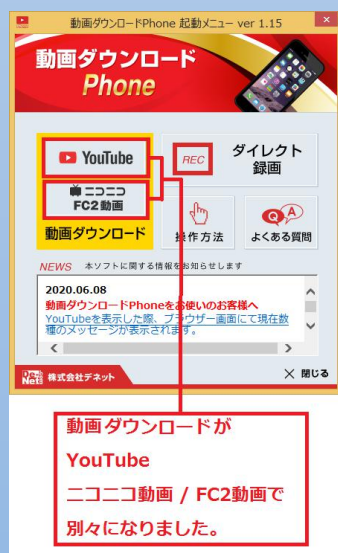 動画ダウンロードPhone 起動メニュー ver 1.15
動画ダウンロード
Phone
YouTube
ニコニコ
FC2動画
動画ダウンロード
REC
ダイレクト
録画
操作方法
Q A
よくある質問
NEWS 本ソフトに関する情報をお知らせします
2020.06.08
動画ダウンロードPhoneをお使いのお客様へ
YouTubeを表示した際、ブラウザー画面にて現在数
種のメッセージが表示されます。
De Net 株式会社デネット
閉じる
動画ダウンロードが
YouTube
ニコニコ動画 / FC2動画で
別々になりました。